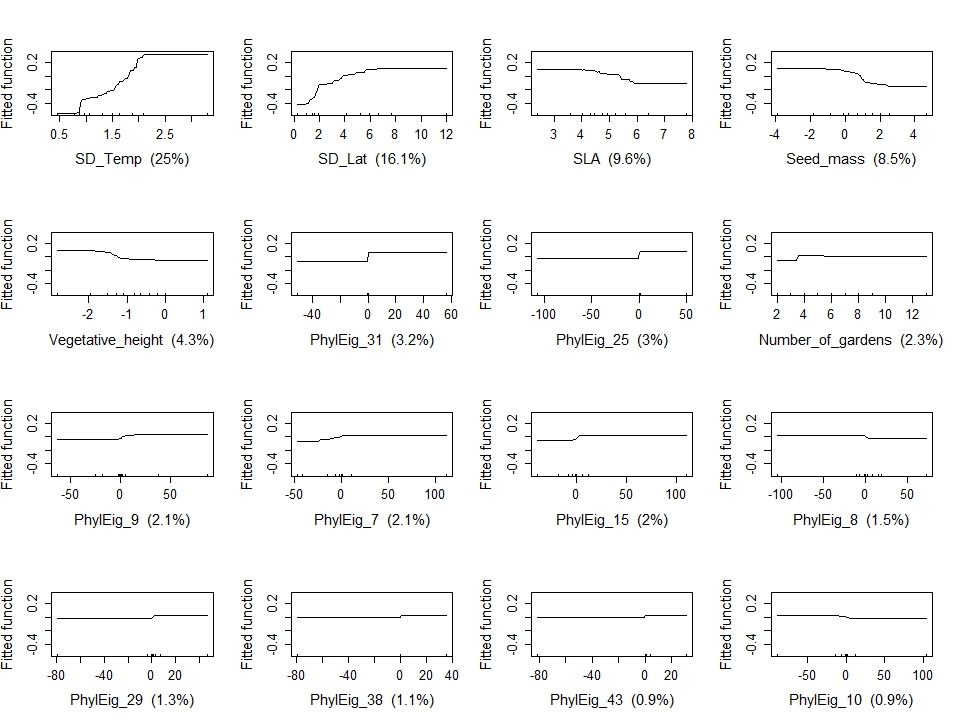 Fitted function
0.2
-0.4
0.5 1.5 2.5
SD_Temp (25%)
Fitted function
0.2
-0.4
0 2 4 6 8 10 12
SD_Lat (16.1%)
Fitted function
0.2
-0.4
3 4 5 6 7 8
SLA (9.6%)
Fitted function
0.2
-0.4
-4 -2 0 2 4
Seed_mass (8.5%)
Fitted function
0.2
-0.4
-2 -1 0 1
Vegetative_height (4.3%)
Fitted function
0.2
-0.4
-40 0 20 40 60
PhylEig_31 (3.2%)
Fitted function
0.2
-0.4
-100 -50 0 50
PhylEig_25 (3%)
Fitted function
0.2
-0.4
2 4 6 8 10 12
Number_of_gardens (2.3%)
Fitted function
0.2
-0.4
-50 0 50
PhylEig_9 (2.1%)
Fitted function
0.2
-0.4
-50 0 50 100
PhylEig_7 (2.1%)
Fitted function
0.2
-0.4
0 50 100
PhylEig_15 (2%)
Fitted function
0.2
-0.4
-100 -50 0 50
PhylEig_8 (1.5%)
Fitted function
0.2
-0.4
-80 -40 0 20
PhylEig_29 (1.3%)
Fitted function
0.2
-0.4
-80 -40 0 20 40
PhylEig_38 (1.1%)
Fitted function
0.2
-0.4
-80 -40 0 20
PhylEig_43 (0.9%)
Fitted function
0.2
-0.4
-50 0 50 100
PhylEig_10 (0.9%)